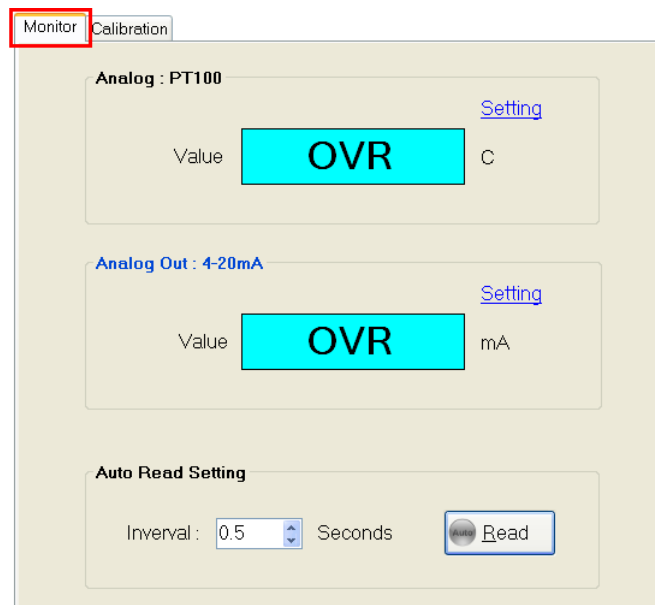 Monitor Calibration
Analog : PT100
Setting
Value OVR C
Analog Out : 4-20mA
Setting
Value OVR mA
Auto Read Setting
Inverval : 0.5 Seconds Auto Read